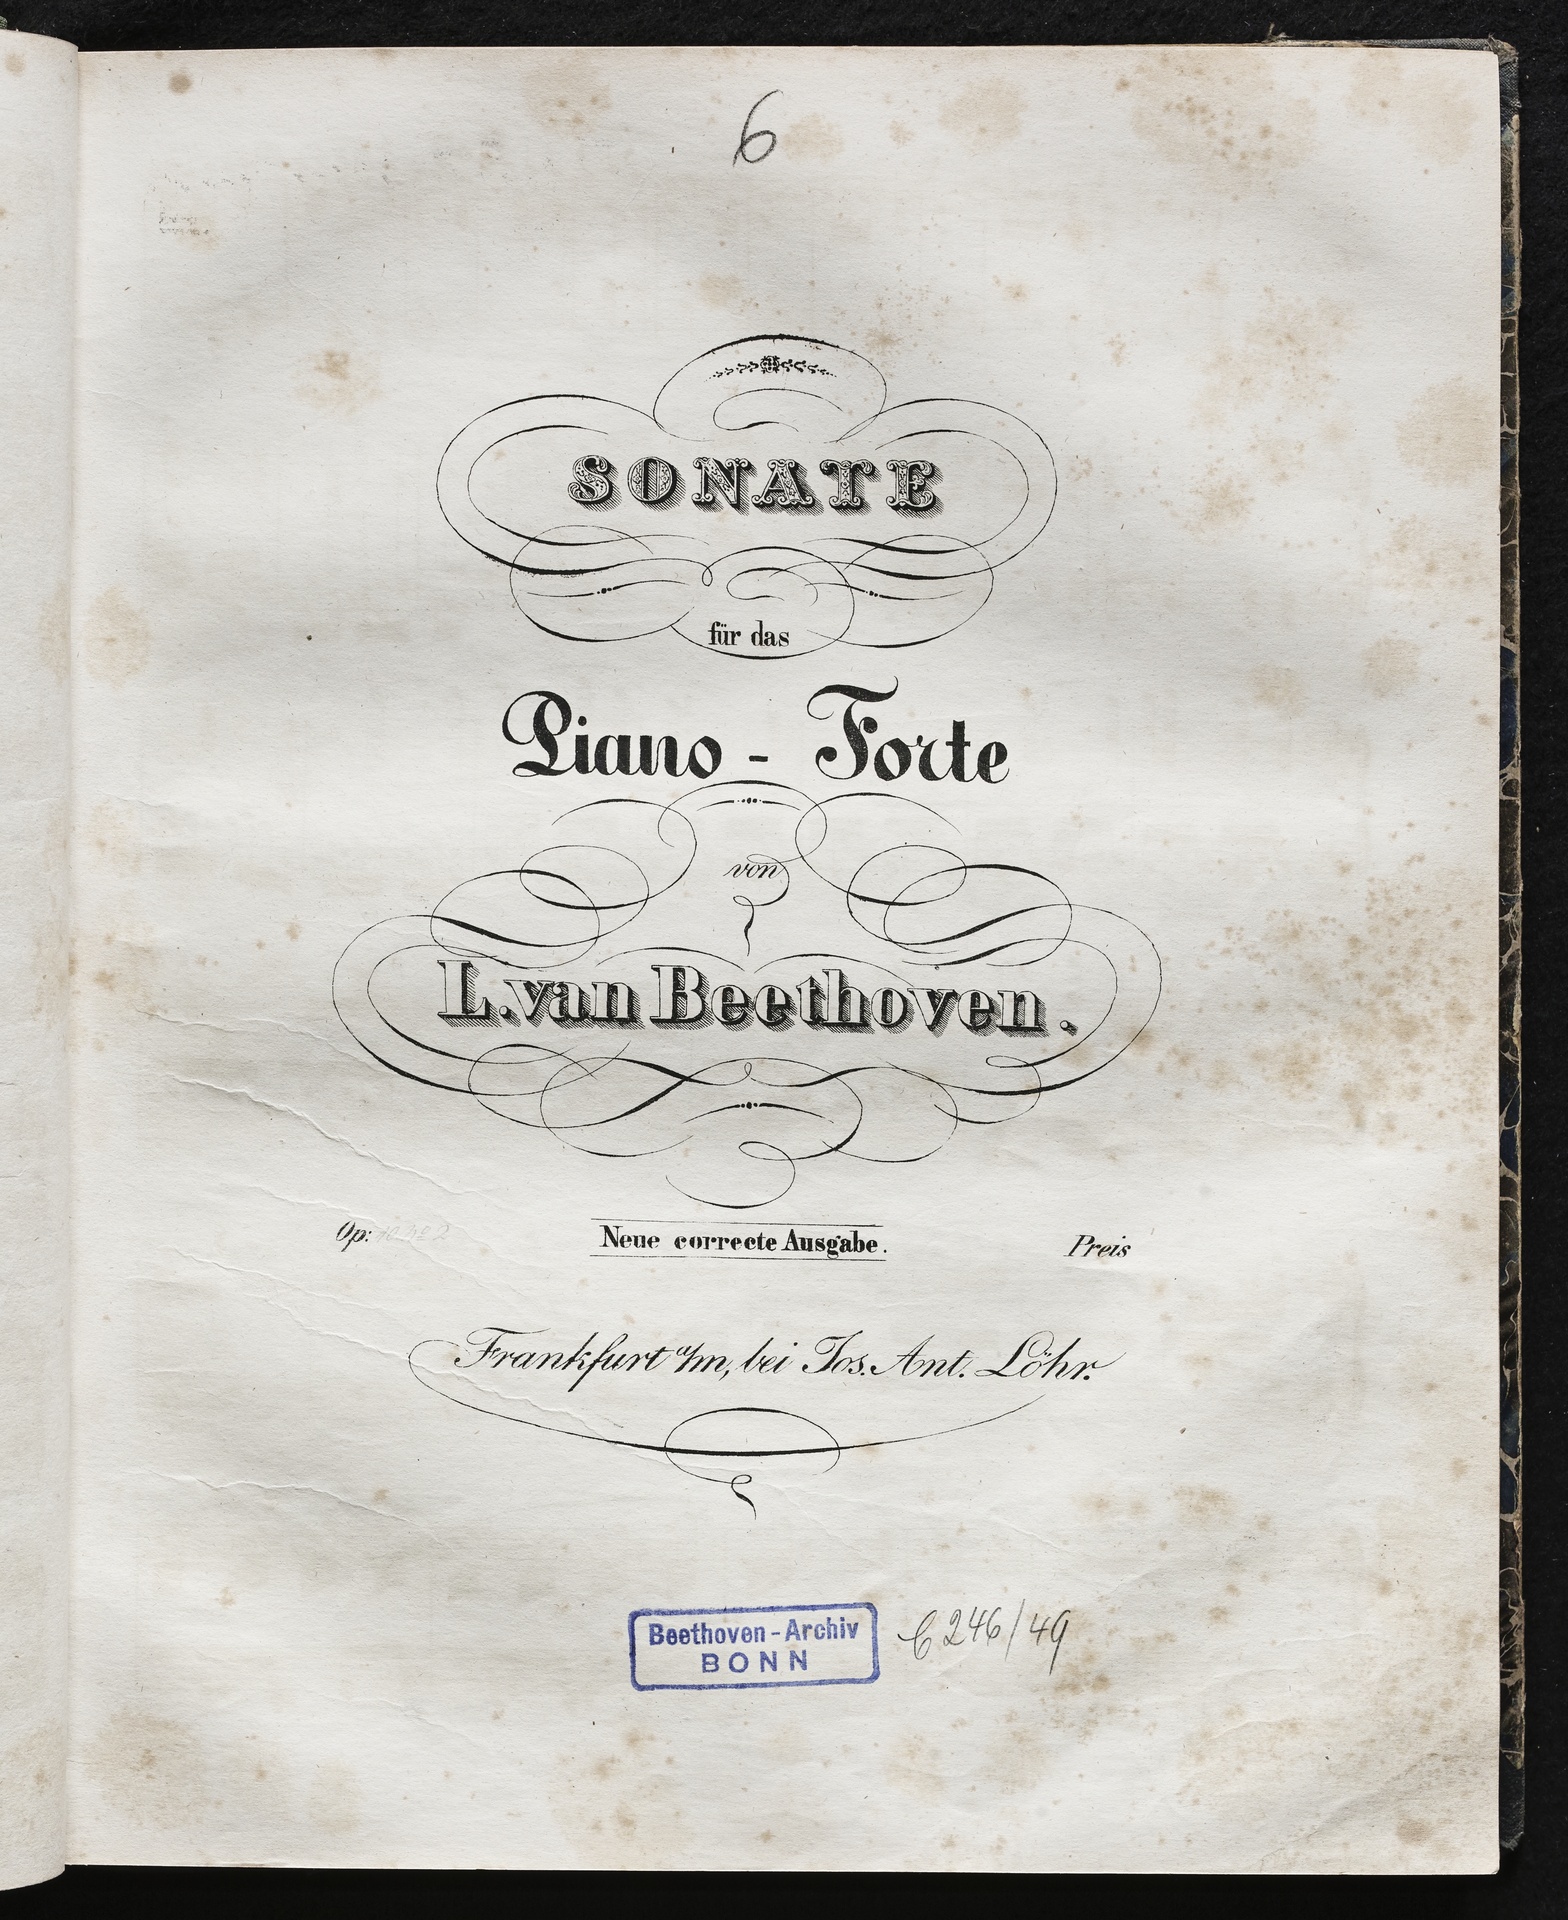 6
SONATE
für das
Piano - Forte
von
L. van Beethoven.
Op: 10 No 2
Neue correcte Ausgabe.
Preis
Frankfurt a/m, bei Jos. Ant. Löhr.
Beethoven-Archiv
BONN
C 246/49